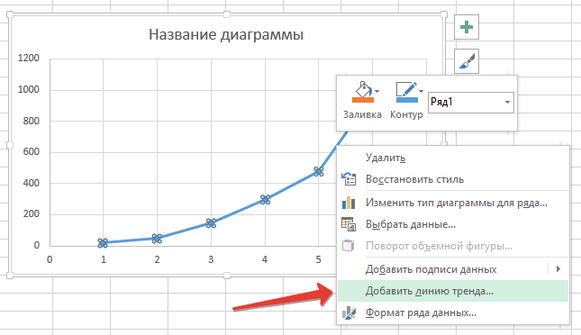 Название диаграммы
1200
1000
800
600
400
200
0
0
1
2
3
4
5
Заливка
Контур
Ряд1
Удалить
Восстановить стиль
Изменить тип диаграммы для ряда...
Выбрать данные...
Поворот объемной фигуры...
Добавить подписи данных
Добавить линию тренда...
Формат ряда данных...